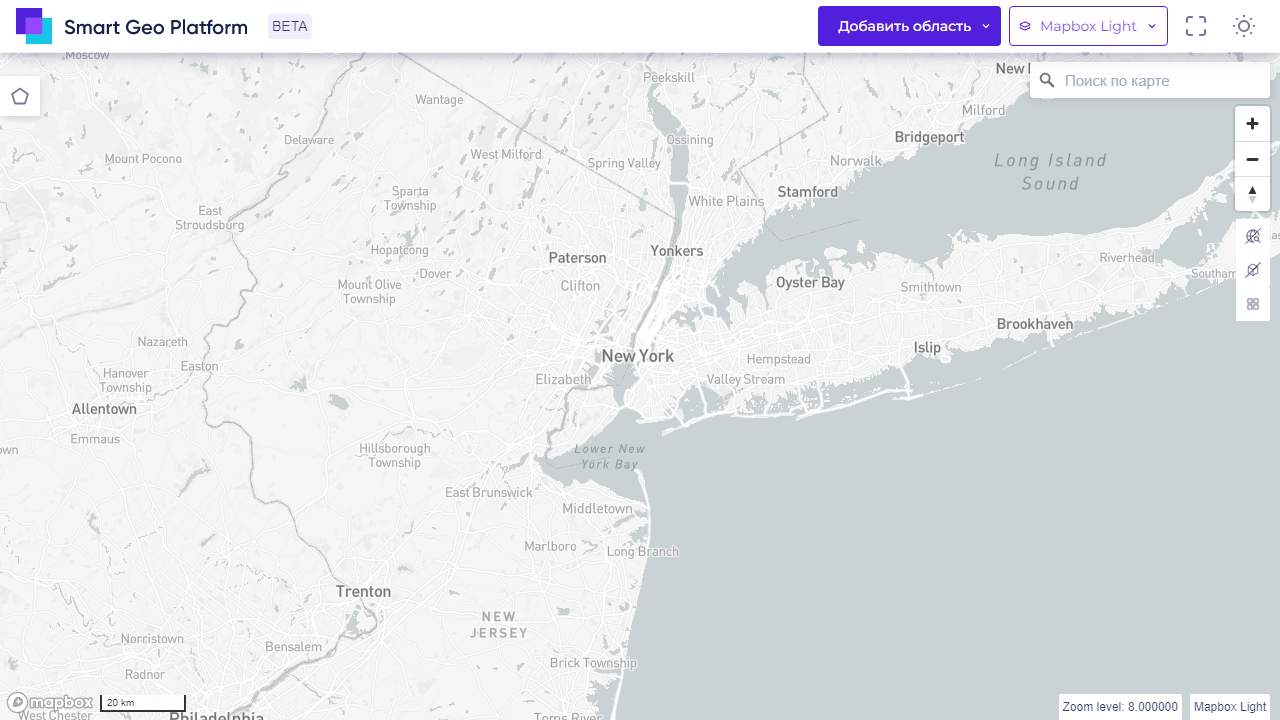 Smart Geo Platform
BETA
Добавить область
Mapbox Light
Поиск по карте
Moscow
Peekskill
New
Wantage
Milford
Delaware
Ossining
Bridgeport
Mount Pocono
West Milford
Spring Valley
Norwalk
Long Island
Sound
Sparta
Township
Stamford
White Plains
East
Stroudsburg
Hopatcong
Paterson
Yonkers
Riverhead
Dover
Southam
Mount Olive
Township
Clifton
Oyster Bay
Smithtown
Brookhaven
Nazareth
New York
Islip
Easton
Hempstead
Hanover
Township
Elizabeth
Valley Stream
Allentown
Emmaus
own
Hillsborough
Township
Lower New
York Bay
East Brunswick
Middletown
Marlboro
Long Branch
Trenton
NEW
JERSEY
Norristown
Bensalem
Brick Township
Radnor
mapbox
20 km
West Chester
Philadelphia
Toms River
Zoom level: 8.000000
Mapbox Light